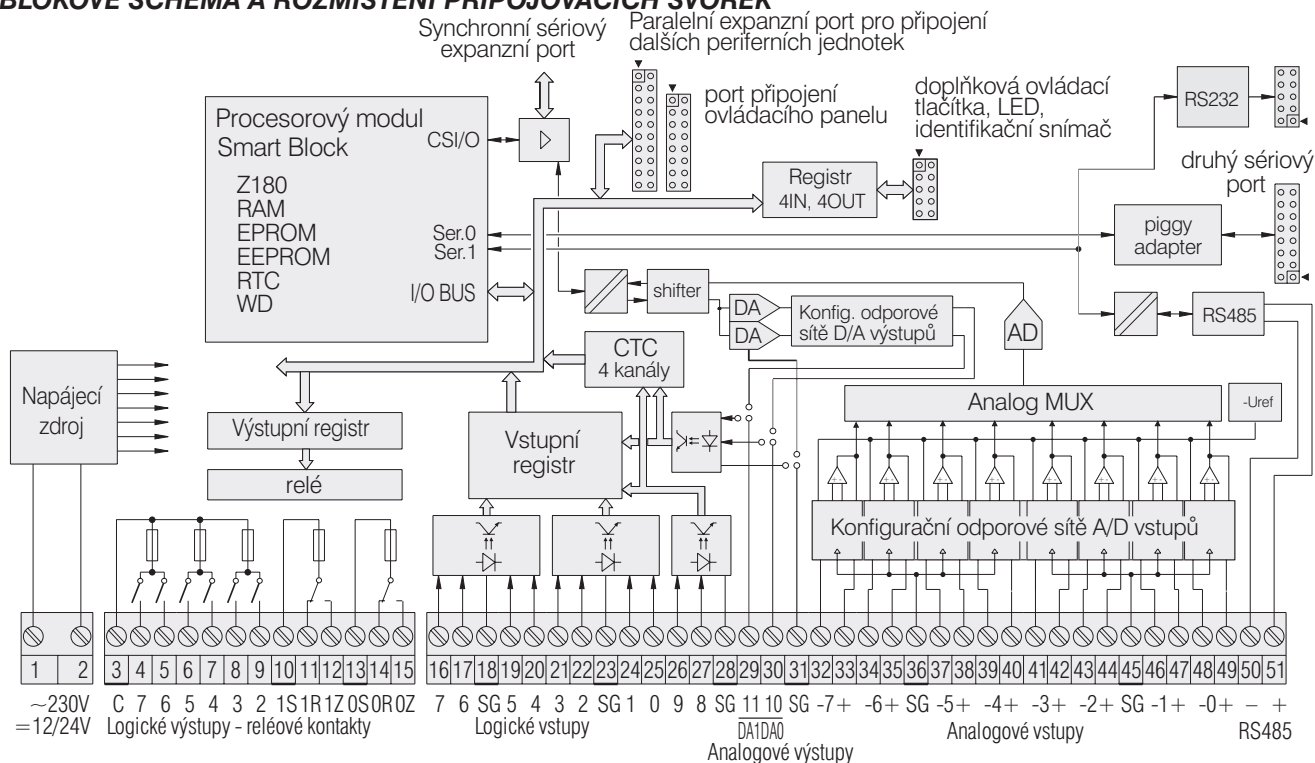 BLOKOVÉ SCHÉMA A ROZMÍSTĚNÍ PŘIPOJOVACÍCH SVOREK
Synchronní sériový
expanzní port
Paralelní expanzní port pro připojení
dalších periferních jednotek
port připojení
ovládacího panelu
doplňková ovládací
tlačítka, LED,
identifikační snímač
RS232
druhý sériový
port
Procesorový modul
Smart Block
CSI/O
Z180
RAM
EPROM
EEPROM
RTC
WD
Ser.0
Ser.1
I/O BUS
Registr
4IN, 4OUT
piggy
adapter
shifter
DA
DA
Konfig. odporové
sítě D/A výstupů
AD
RS485
Napájecí
zdroj
CTC
4 kanály
Výstupní registr
relé
Vstupní
registr
Analog MUX
-Uref
Konfigurační odporové sítě A/D vstupů
1 2 3 4 5 6 7 8 9 10 11 12 13 14 15 16 17 18 19 20 21 22 23 24 25 26 27 28 29 30 31 32 33 34 35 36 37 38 39 40 41 42 43 44 45 46 47 48 49 50 51
~230V C 7 6 5 4 3 2 1S 1R 1Z 0S 0R 0Z 7 6 SG 5 4 3 2 SG 1 0 9 8 SG 11 10 SG -7+ -6+ SG -5+ -4+ -3+ -2+ SG -1+ -0+ – +
=12/24V Logické výstupy - reléové kontakty Logické vstupy DA1 DA0 Analogové vstupy RS485
Analogové výstupy